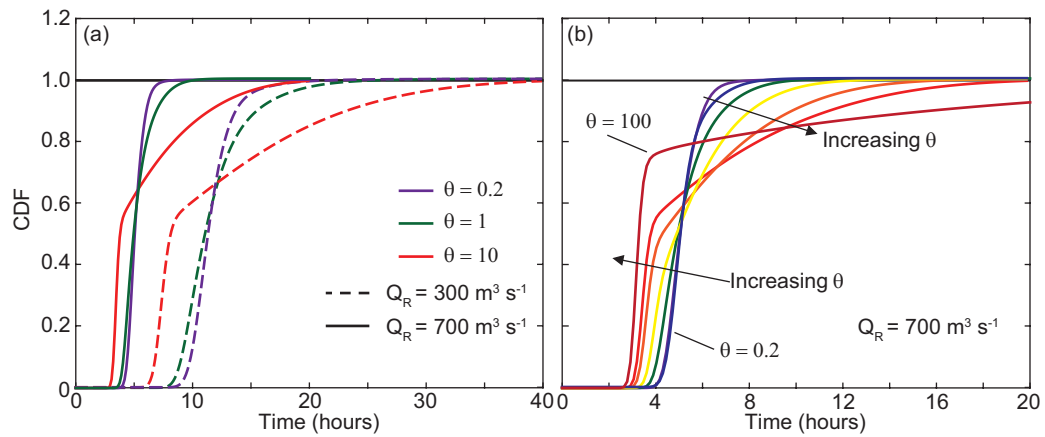 (a)
1.2
1.0
0.8
0.6
0.4
0.2
0
CDF
θ = 0.2
θ = 1
θ = 10
Q_R = 300 m³ s⁻¹
Q_R = 700 m³ s⁻¹
0 10 20 30 40
Time (hours)
(b)
θ = 100
Increasing θ
Increasing θ
θ = 0.2
Q_R = 700 m³ s⁻¹
0 4 8 12 16 20
Time (hours)